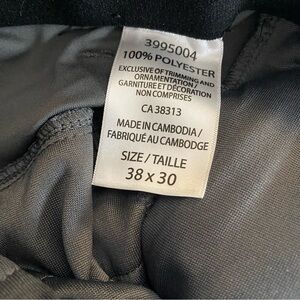 3995004
100% POLYESTER
EXCLUSIVE OF TRIMMING AND
ORNAMENTATION /
GARNITURE ET DÉCORATION
NON COMPRISES
CA 38313
MADE IN CAMBODIA /
FABRIQUÉ AU CAMBODGE
SIZE / TAILLE
38 x 30